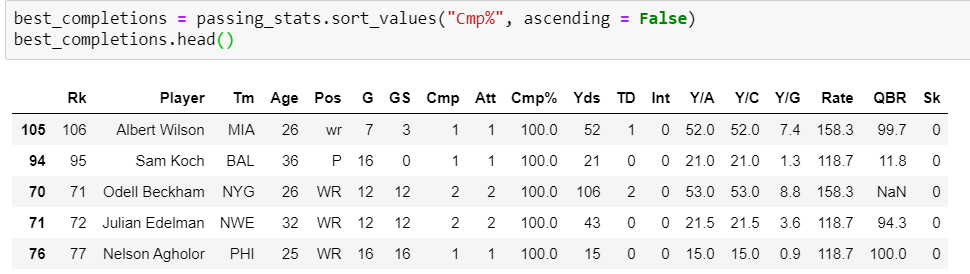 best_completions = passing_stats.sort_values("Cmp%", ascending = False)
best_completions.head()
Rk Player Tm Age Pos G GS Cmp Att Cmp% Yds TD Int Y/A Y/C Y/G Rate QBR Sk
105 106 Albert Wilson MIA 26 wr 7 3 1 1 100.0 52 1 0 52.0 52.0 7.4 158.3 99.7 0
94 95 Sam Koch BAL 36 P 16 0 1 1 100.0 21 0 0 21.0 21.0 1.3 118.7 11.8 0
70 71 Odell Beckham NYG 26 WR 12 12 2 2 100.0 106 2 0 53.0 53.0 8.8 158.3 NaN 0
71 72 Julian Edelman NWE 32 WR 12 12 2 2 100.0 43 0 0 21.5 21.5 3.6 118.7 94.3 0
76 77 Nelson Agholor PHI 25 WR 16 16 1 1 100.0 15 0 0 15.0 15.0 0.9 118.7 100.0 0